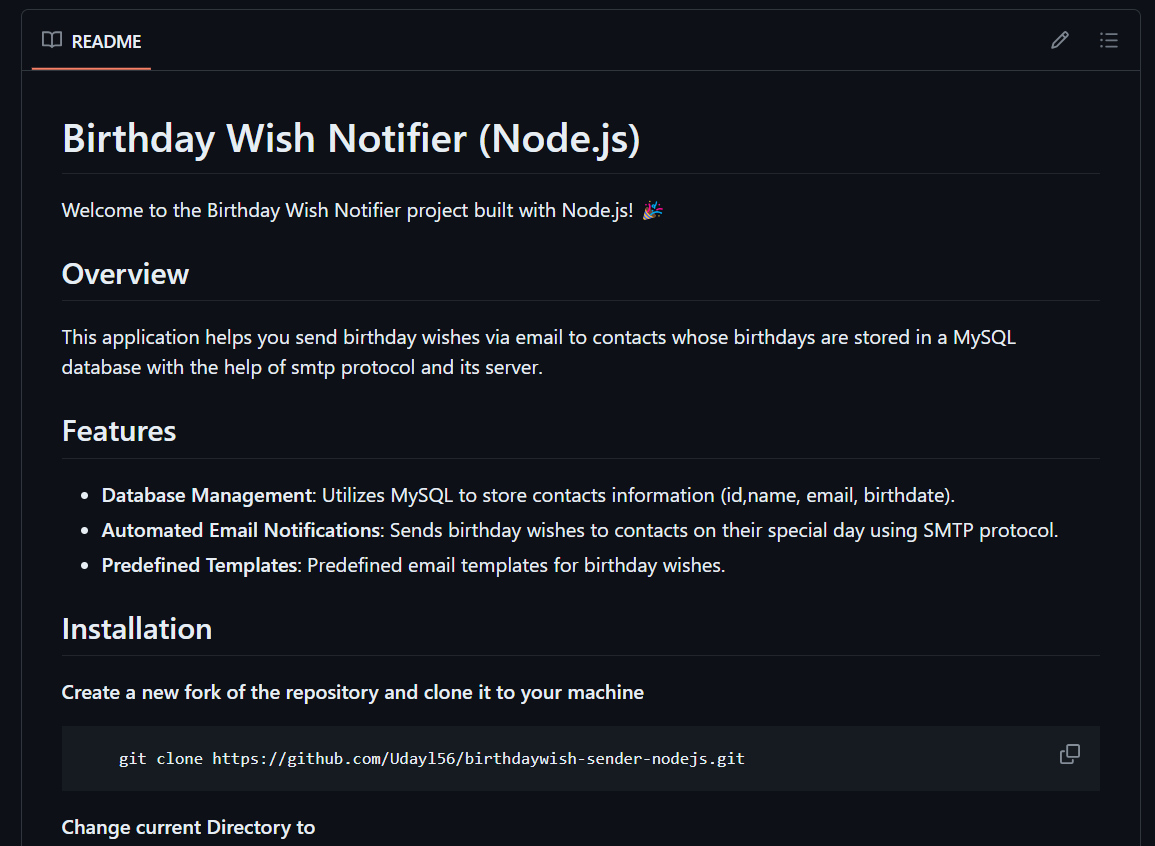 README
Birthday Wish Notifier (Node.js)
Welcome to the Birthday Wish Notifier project built with Node.js! 🎉
Overview
This application helps you send birthday wishes via email to contacts whose birthdays are stored in a MySQL
database with the help of smtp protocol and its server.
Features
• Database Management: Utilizes MySQL to store contacts information (id,name, email, birthdate).
• Automated Email Notifications: Sends birthday wishes to contacts on their special day using SMTP protocol.
• Predefined Templates: Predefined email templates for birthday wishes.
Installation
Create a new fork of the repository and clone it to your machine
git clone https://github.com/Udayl56/birthdaywish-sender-nodejs.git
Change current Directory to